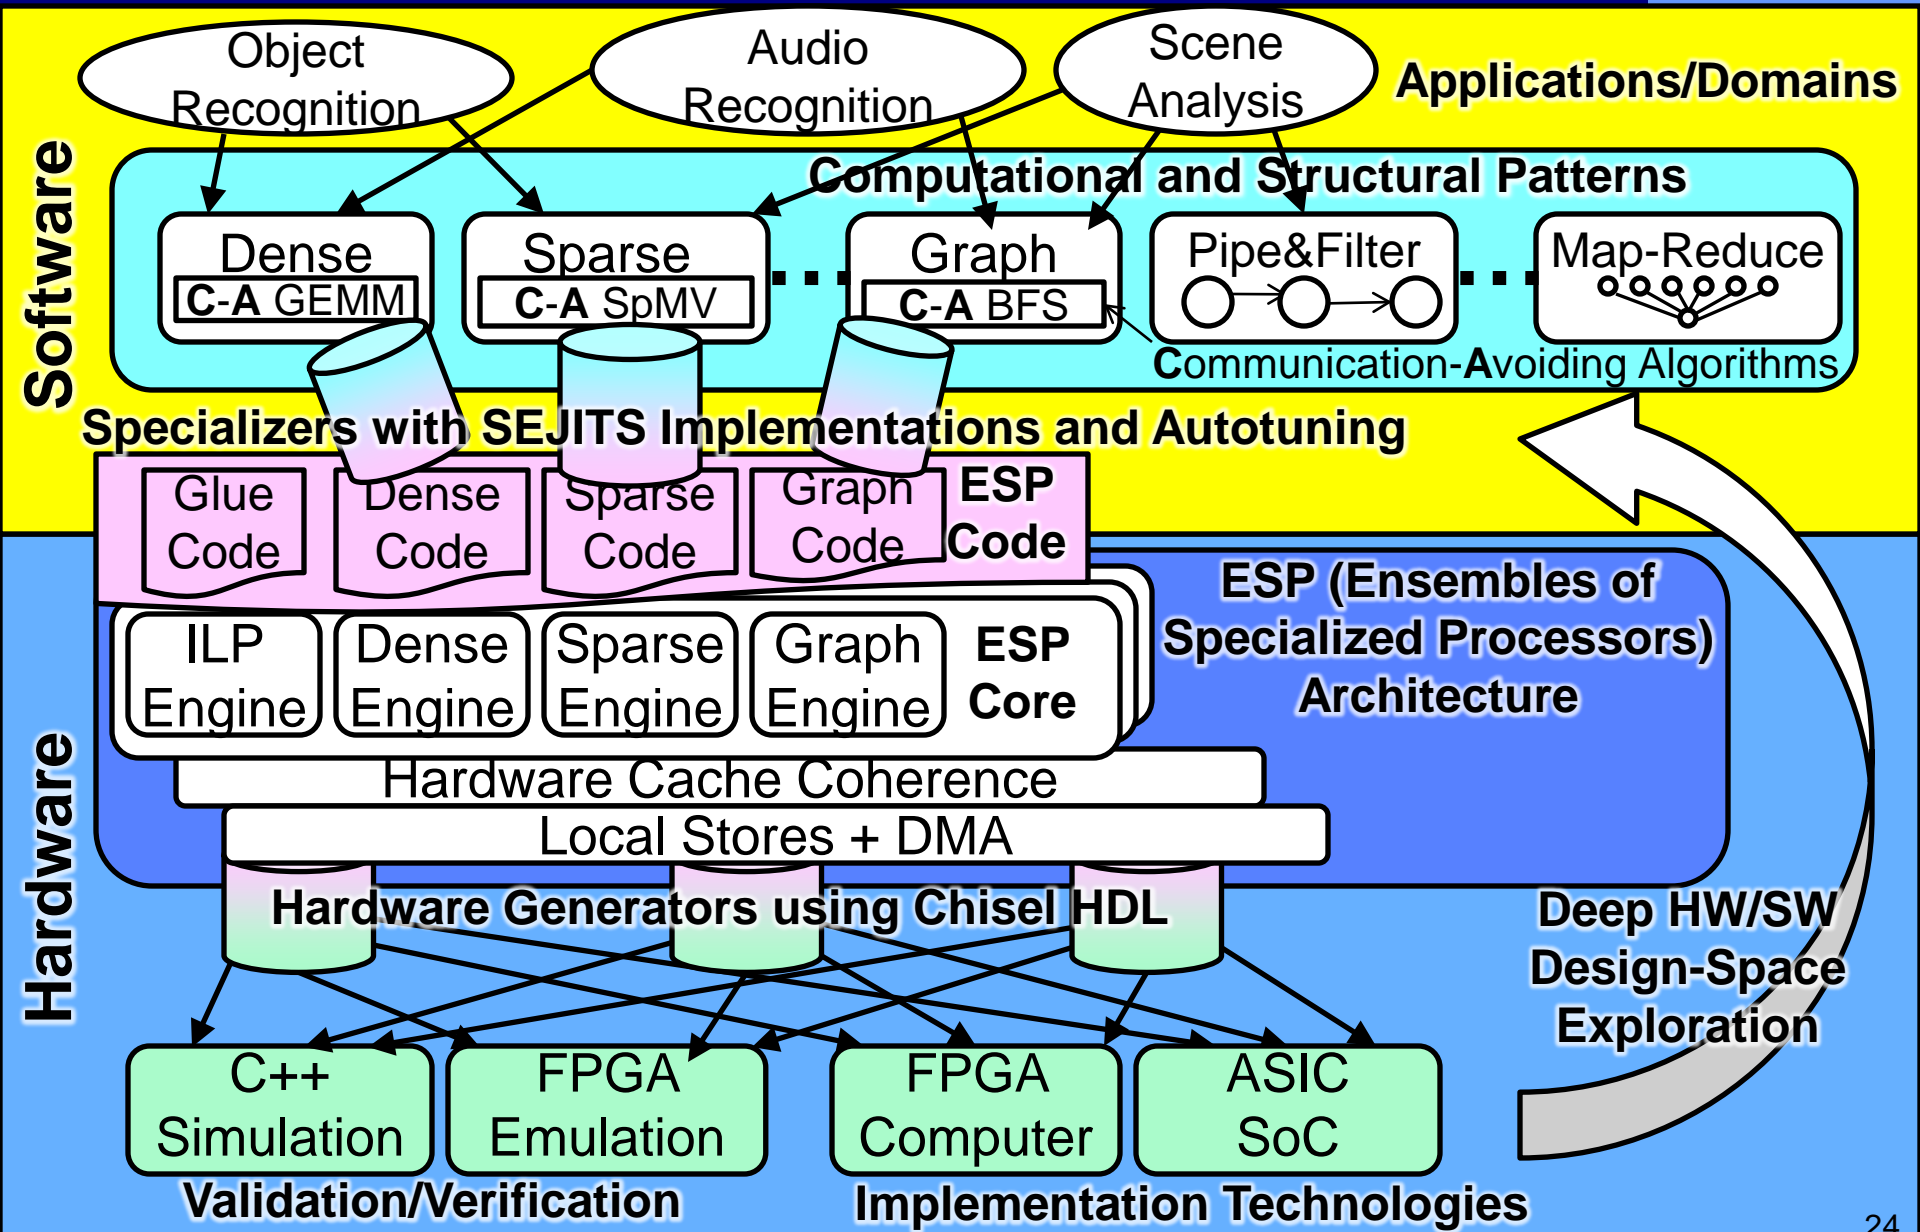 Object
Recognition
Audio
Recognition
Scene
Analysis
Applications/Domains
Software
Computational and Structural Patterns
Dense
C-A GEMM
Sparse
C-A SpMV
...
Graph
C-A BFS
Pipe&Filter
...
Map-Reduce
Communication-Avoiding Algorithms
Specializers with SEJITS Implementations and Autotuning
Glue
Code
Dense
Code
Sparse
Code
Graph
Code
ESP
Code
ESP (Ensembles of
Specialized Processors)
Architecture
ILP
Engine
Dense
Engine
Sparse
Engine
Graph
Engine
ESP
Core
Hardware
Hardware Cache Coherence
Local Stores + DMA
Hardware Generators using Chisel HDL
Deep HW/SW
Design-Space
Exploration
C++
Simulation
FPGA
Emulation
FPGA
Computer
ASIC
SoC
Validation/Verification
Implementation Technologies
24